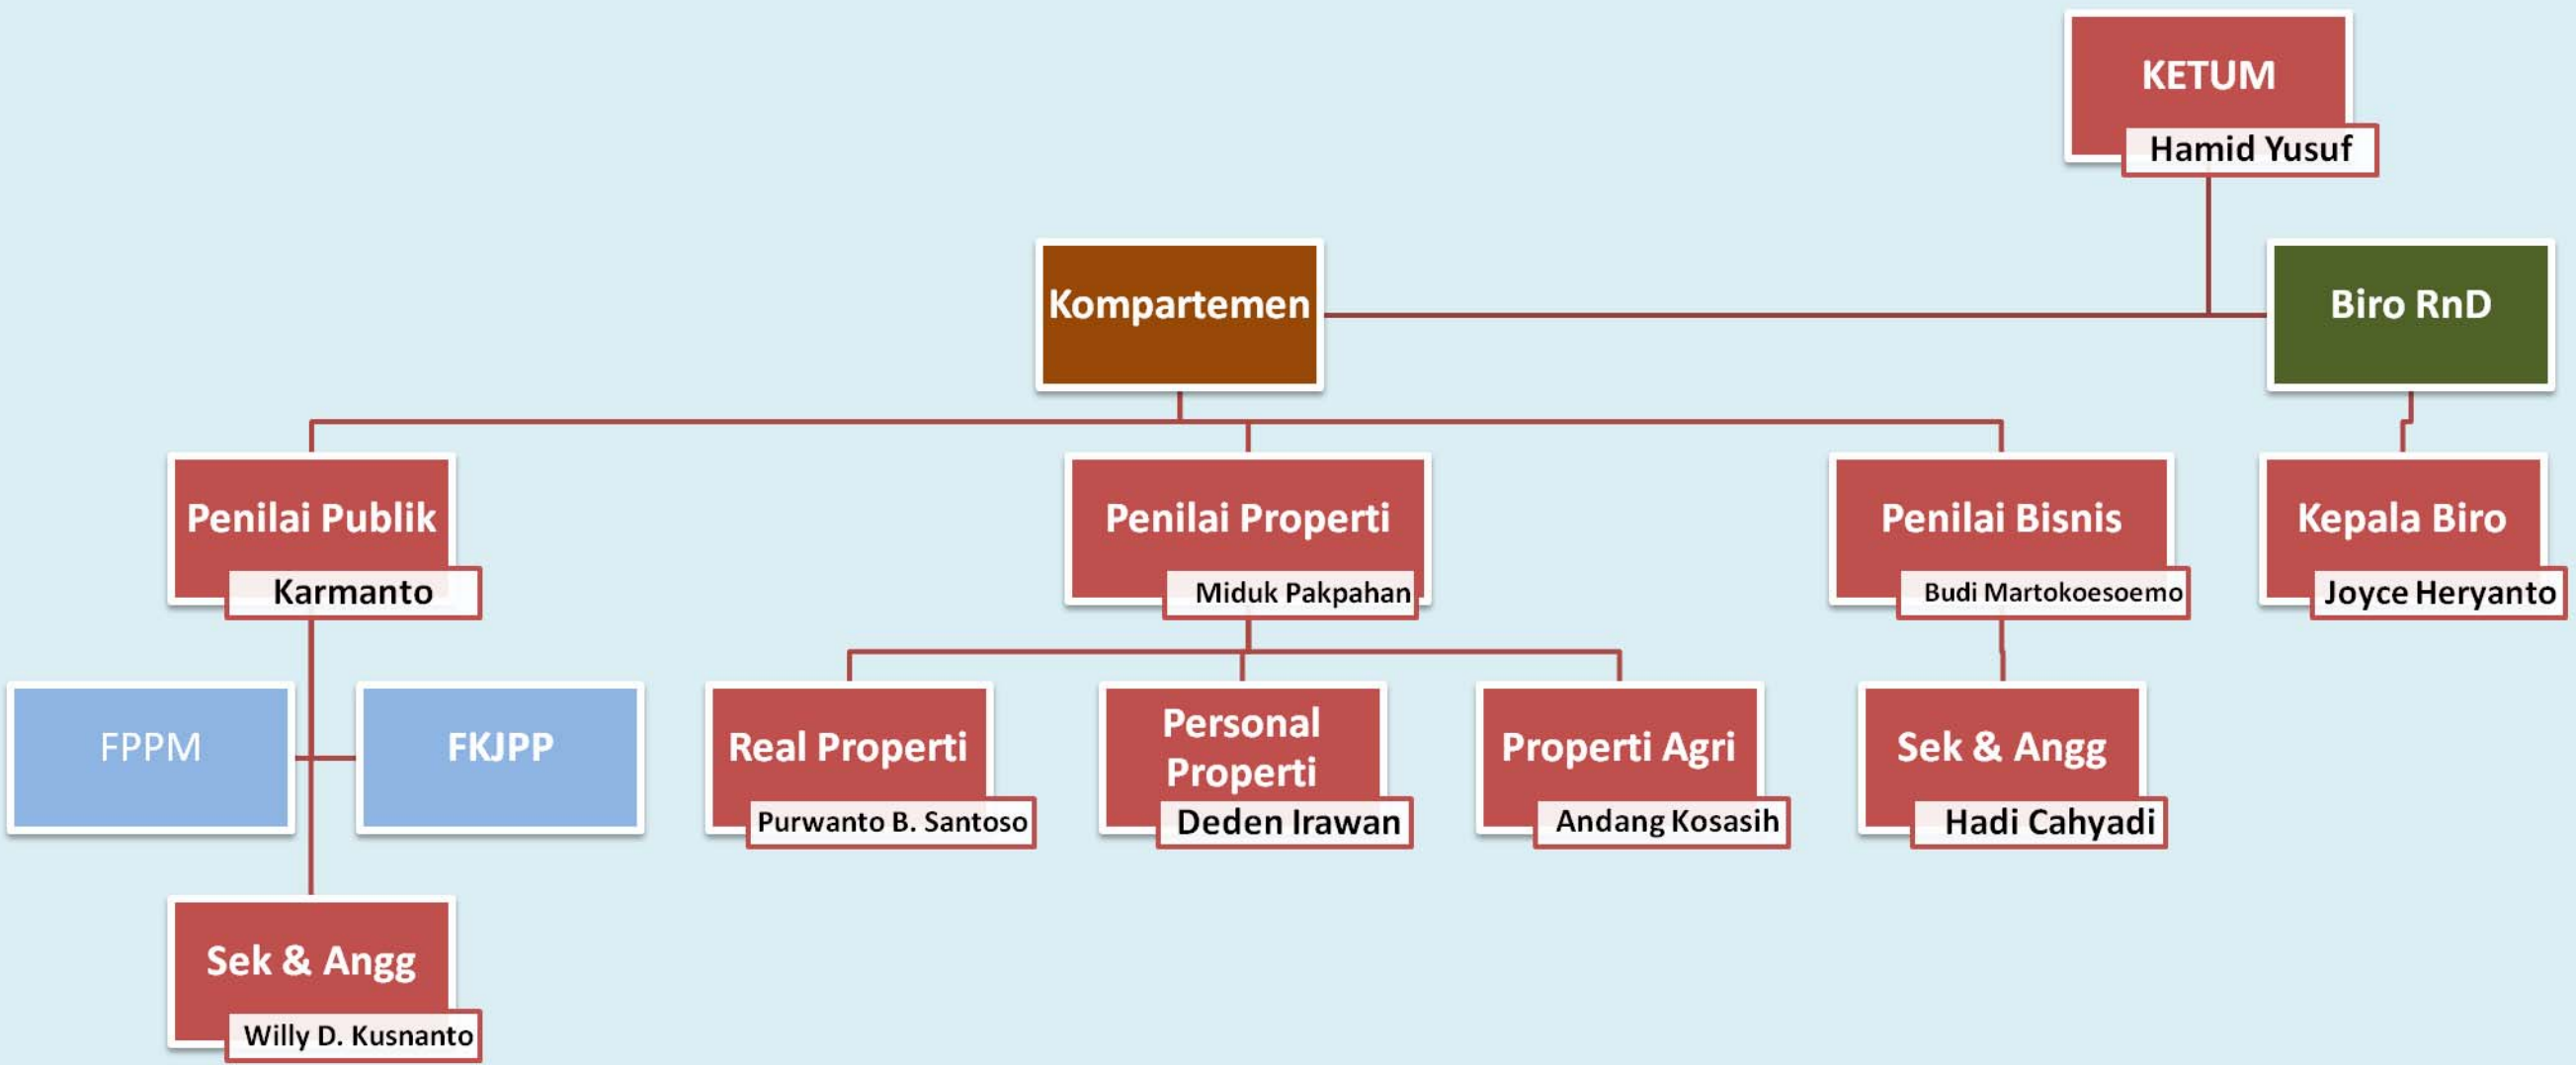 KETUM
Hamid Yusuf
Kompartemen
Biro RnD
Penilai Publik
Karmanto
Penilai Properti
Miduk Pakpahan
Penilai Bisnis
Budi Martokoesoemo
Kepala Biro
Joyce Heryanto
FPPM
FKJPP
Real Properti
Purwanto B. Santoso
Personal
Properti
Deden Irawan
Properti Agri
Andang Kosasih
Sek & Angg
Hadi Cahyadi
Sek & Angg
Willy D. Kusnanto